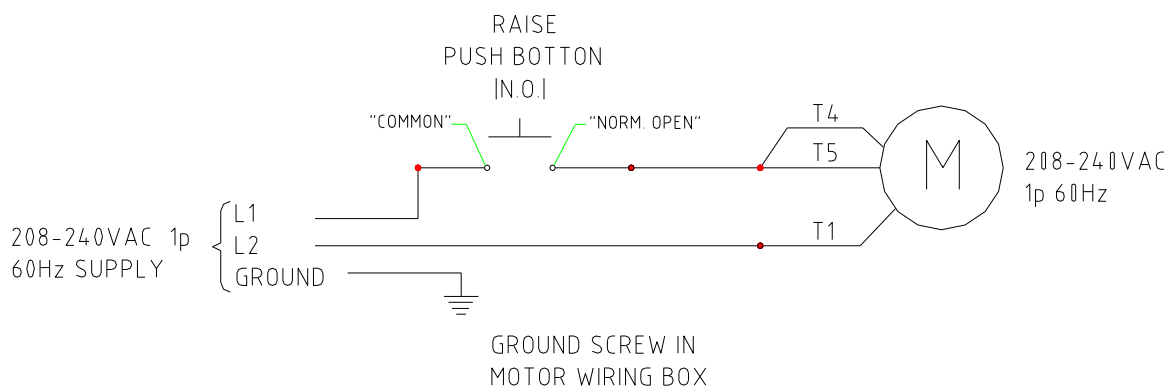 RAISE
PUSH BOTTON
|N.O.|
"COMMON"
"NORM. OPEN"
T4
T5
M
208-240VAC
1p 60Hz
L1
208-240VAC 1p
L2
60Hz SUPPLY
GROUND
T1
GROUND SCREW IN
MOTOR WIRING BOX